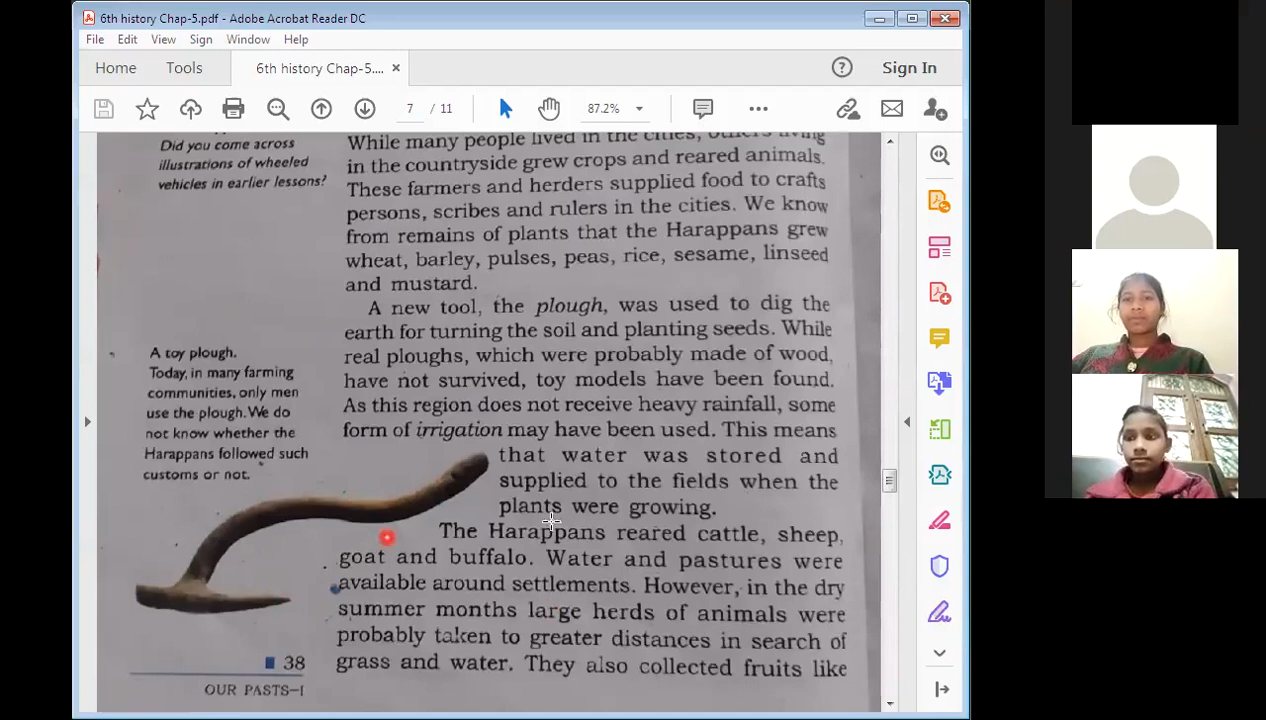 6th history Chap-5.pdf - Adobe Acrobat Reader DC
File Edit View Sign Window Help
Home Tools 6th history Chap-5.... × Sign In
7 / 11 87.2%
Did you come across
illustrations of wheeled
vehicles in earlier lessons?
While many people lived in the cities, others living
in the countryside grew crops and reared animals.
These farmers and herders supplied food to crafts
persons, scribes and rulers in the cities. We know
from remains of plants that the Harappans grew
wheat, barley, pulses, peas, rice, sesame, linseed
and mustard.
A new tool, the plough, was used to dig the
earth for turning the soil and planting seeds. While
real ploughs, which were probably made of wood,
have not survived, toy models have been found.
As this region does not receive heavy rainfall, some
form of irrigation may have been used. This means
that water was stored and
supplied to the fields when the
plants were growing.
The Harappans reared cattle, sheep,
goat and buffalo. Water and pastures were
available around settlements. However, in the dry
summer months large herds of animals were
probably taken to greater distances in search of
grass and water. They also collected fruits like
A toy plough.
Today, in many farming
communities, only men
use the plough. We do
not know whether the
Harappans followed such
customs or not.
38
OUR PASTS–I